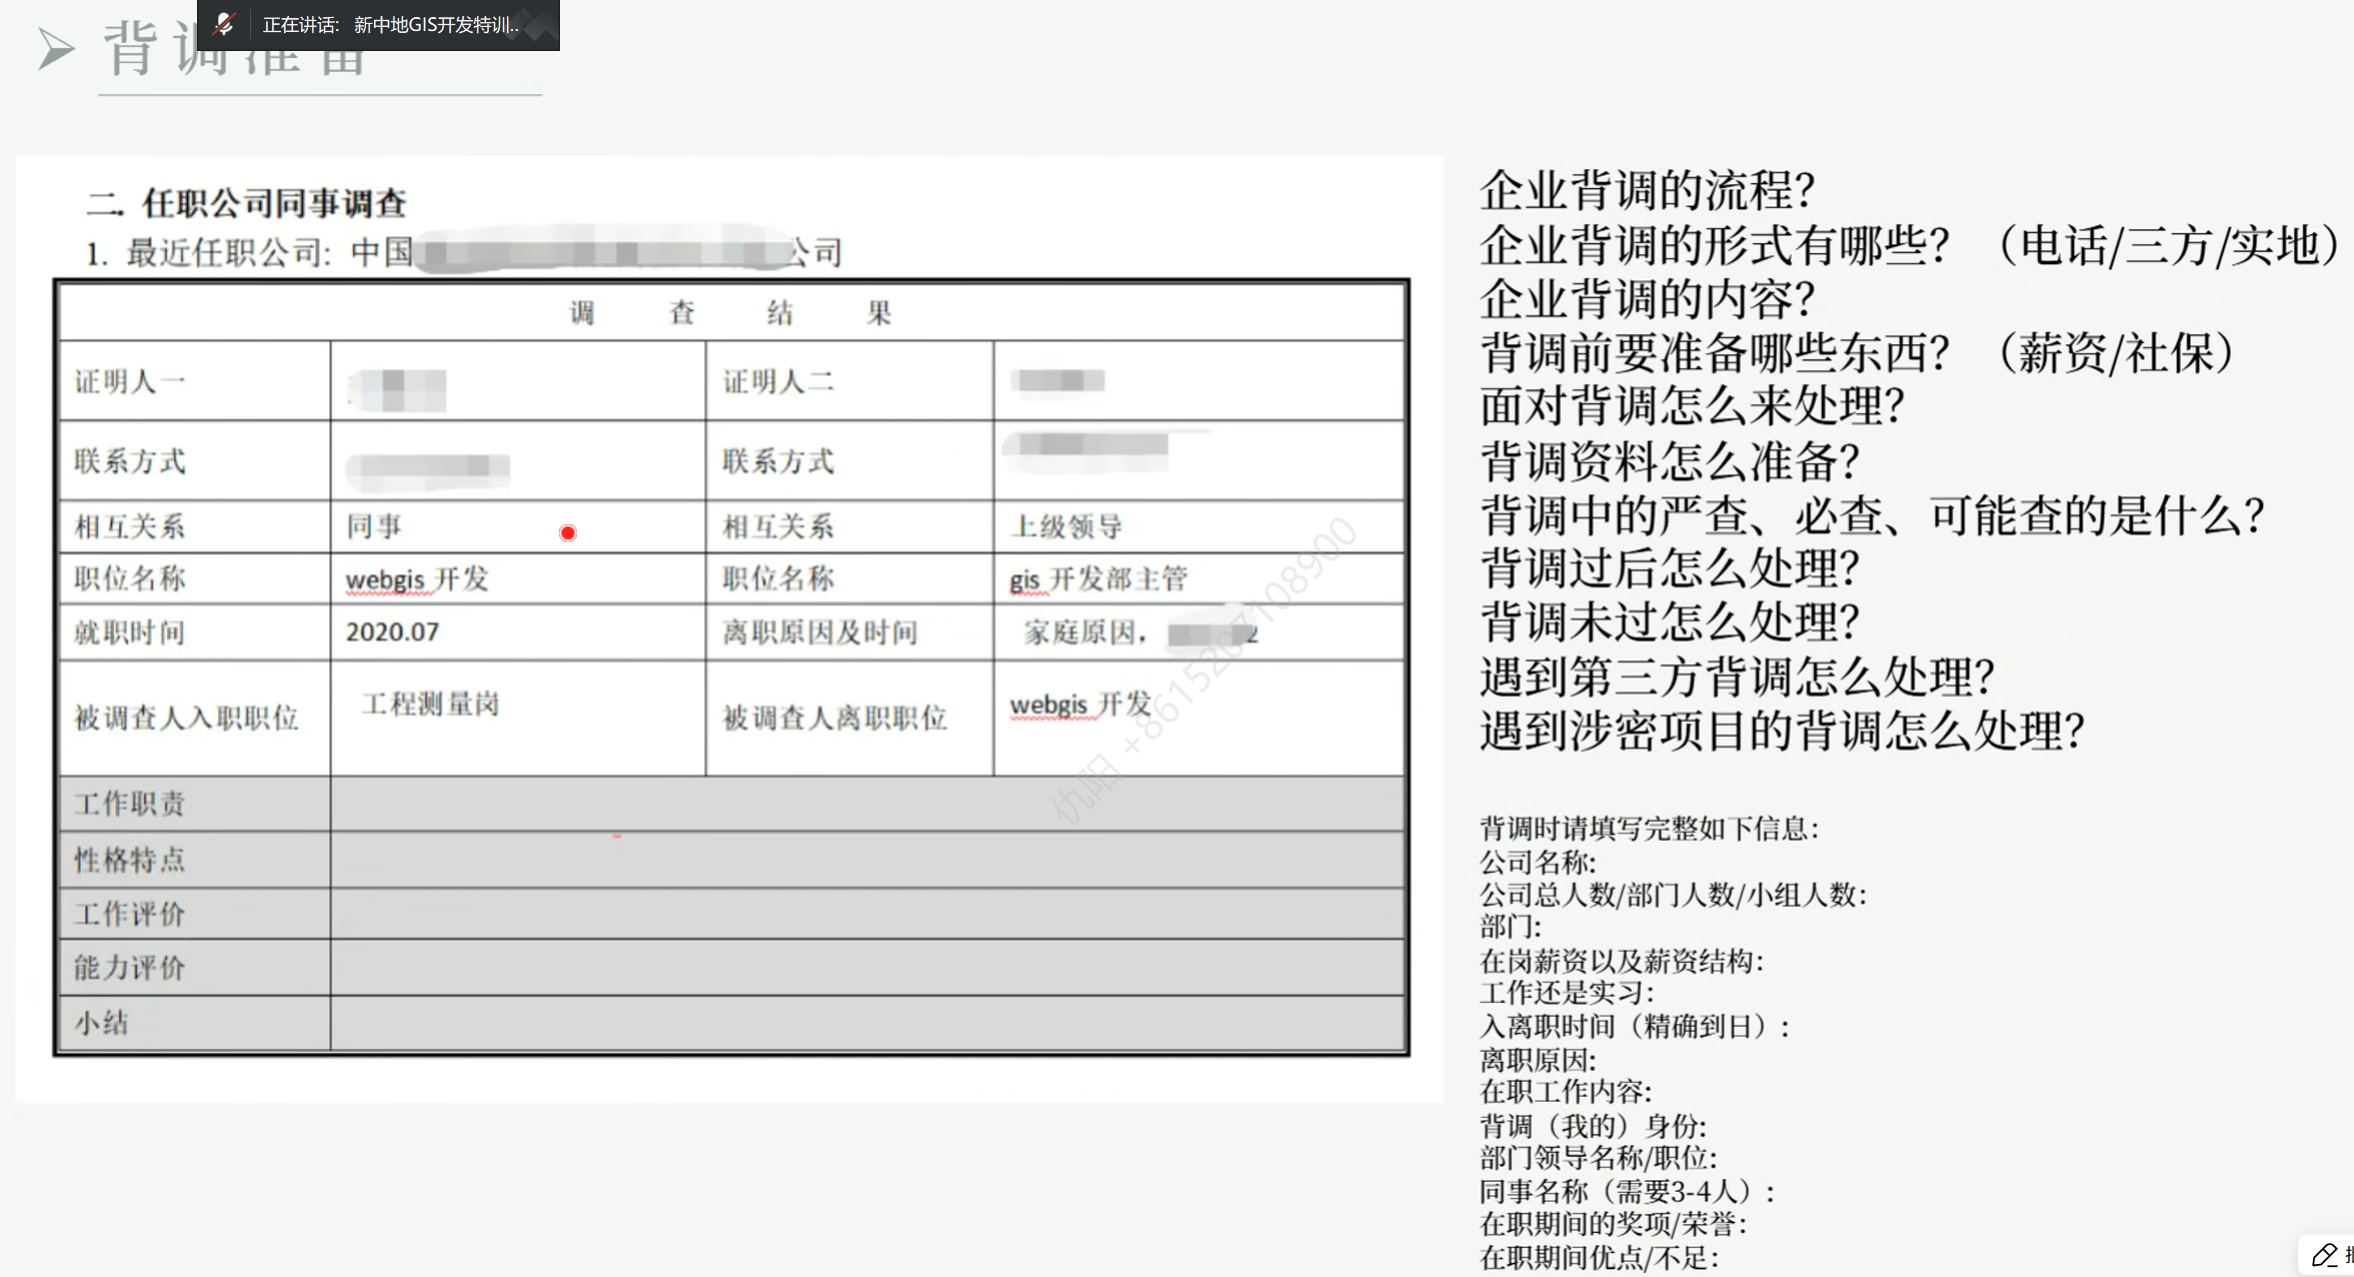 正在讲话: 新中地GIS开发特训...
背调准备
二. 任职公司同事调查
1. 最近任职公司: 中国 公司
调 查 结 果
证明人一 证明人二
联系方式 联系方式
相互关系 同事 相互关系 上级领导
职位名称 webgis 开发 职位名称 gis 开发部主管
就职时间 2020.07 离职原因及时间 家庭原因， 2
被调查人入职职位 工程测量岗 被调查人离职职位 webgis 开发
工作职责
性格特点
工作评价
能力评价
小结
仇阳 +8615207108900
企业背调的流程?
企业背调的形式有哪些? （电话/三方/实地）
企业背调的内容?
背调前要准备哪些东西? （薪资/社保）
面对背调怎么来处理?
背调资料怎么准备?
背调中的严查、必查、可能查的是什么?
背调过后怎么处理?
背调未过怎么处理?
遇到第三方背调怎么处理?
遇到涉密项目的背调怎么处理?
背调时请填写完整如下信息:
公司名称:
公司总人数/部门人数/小组人数:
部门:
在岗薪资以及薪资结构:
工作还是实习:
入离职时间（精确到日）:
离职原因:
在职工作内容:
背调（我的）身份:
部门领导名称/职位:
同事名称（需要3-4人）:
在职期间的奖项/荣誉:
在职期间优点/不足: